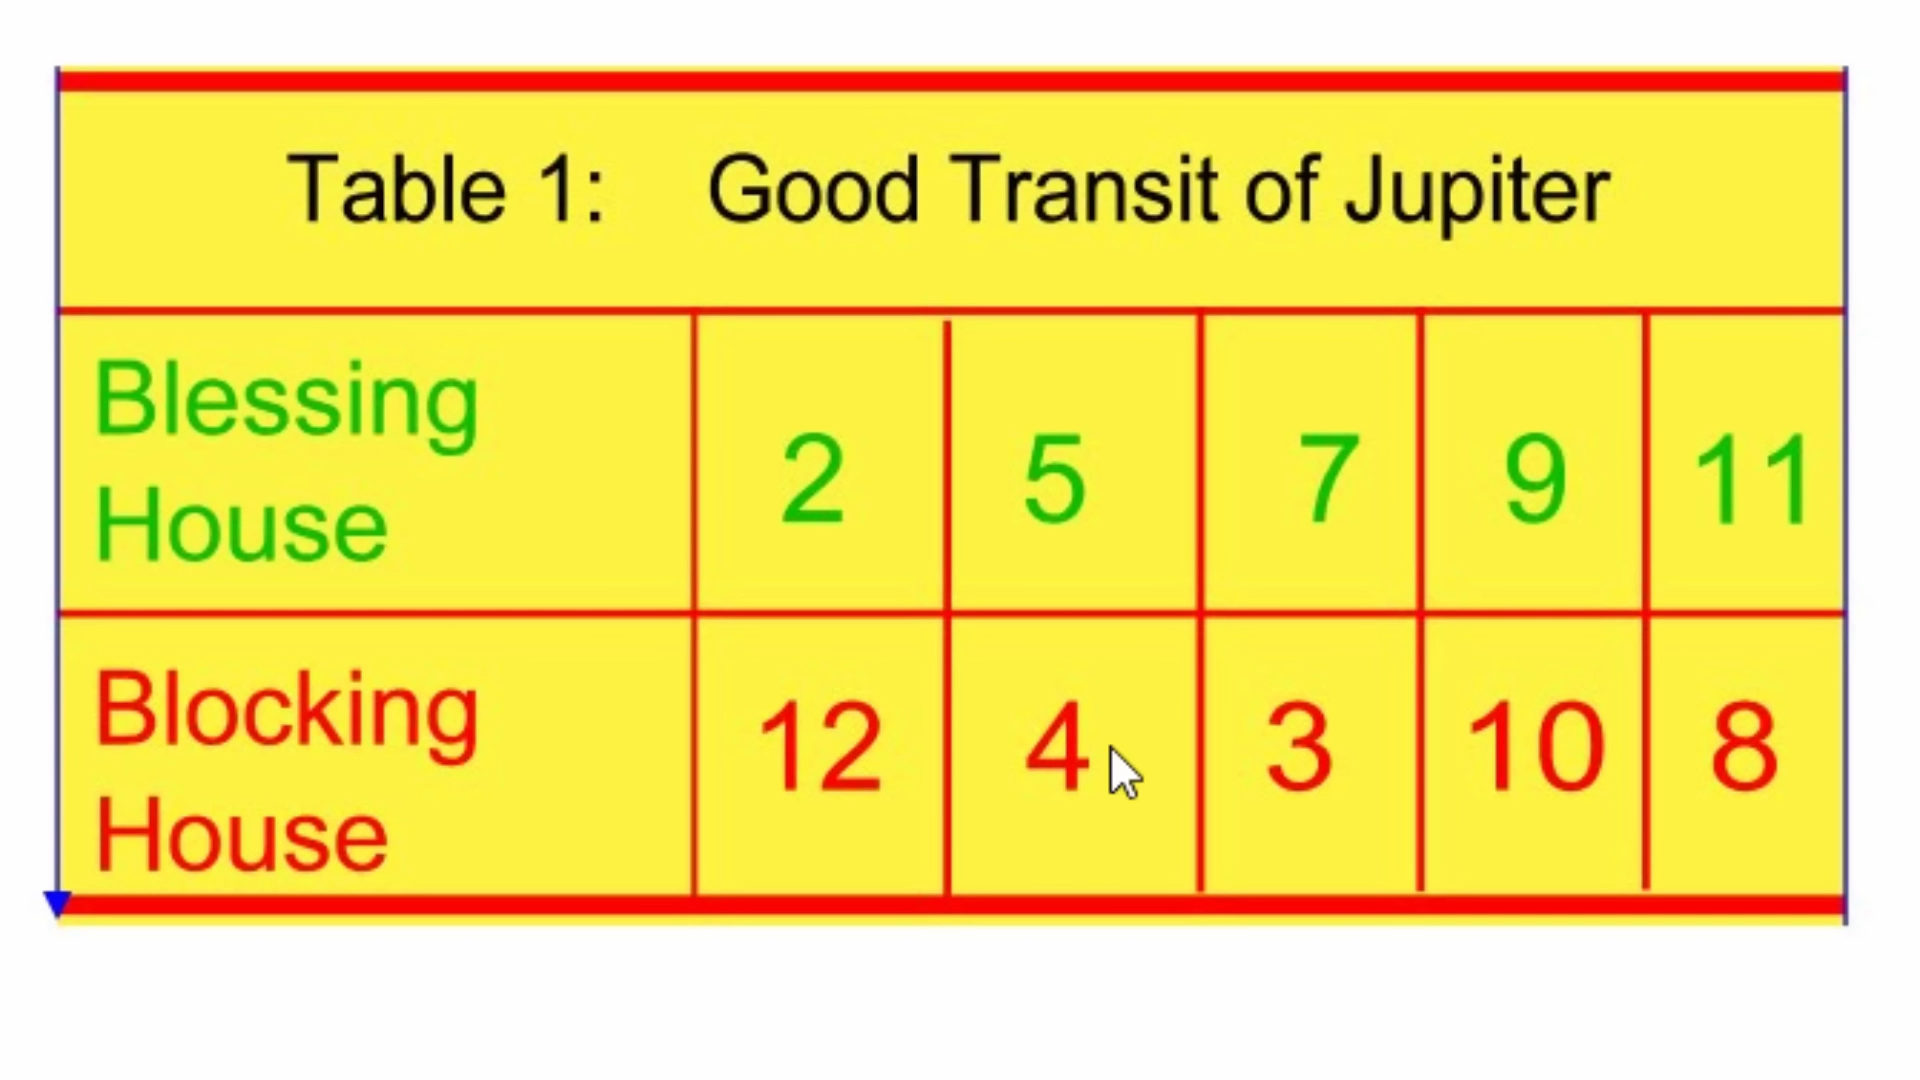 Table 1: Good Transit of Jupiter
Blessing
House
2 5 7 9 11
Blocking
House
12 4 3 10 8